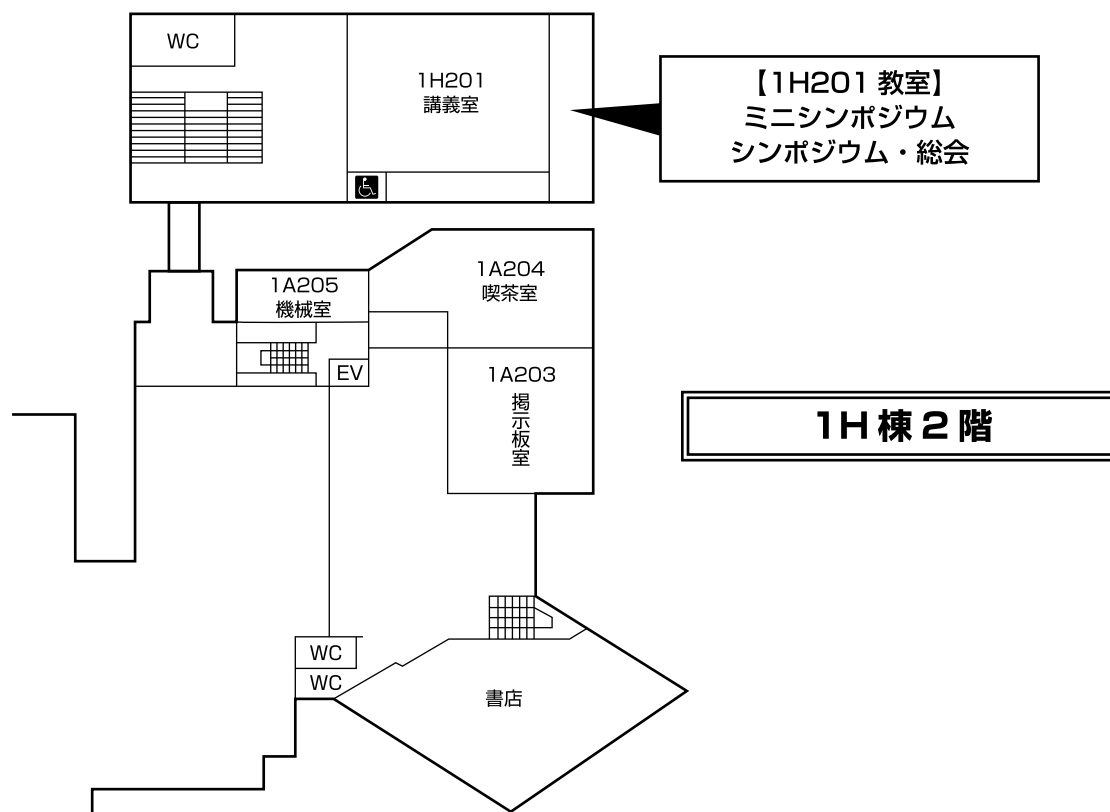 WC
1H201
講義室
【1H201 教室】
ミニシンポジウム
シンポジウム・総会
1A204
喫茶室
1A205
機械室
EV
1A203
掲示板室
1H 棟 2 階
WC
WC
書店